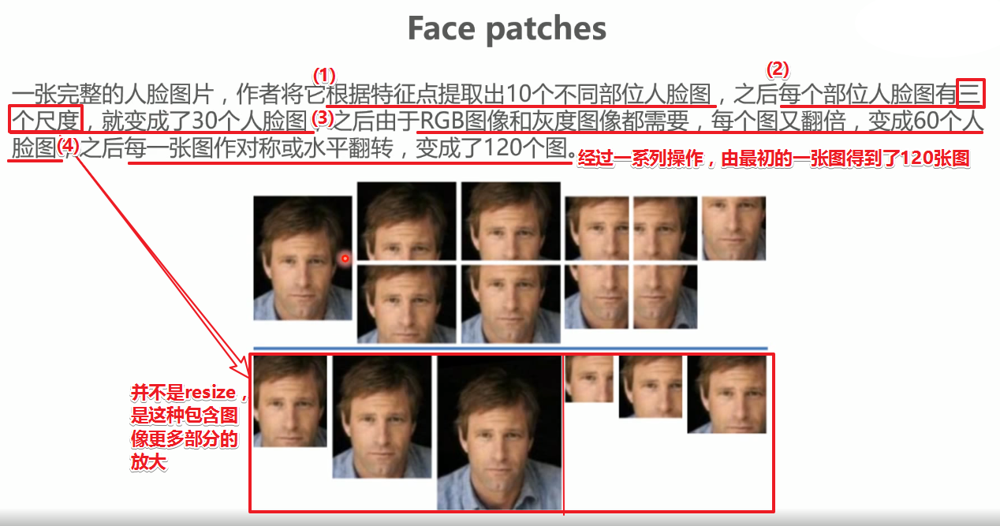 Face patches
(1)
(2)
一张完整的人脸图片，作者将它根据特征点提取出10个不同部位人脸图，之后每个部位人脸图有三
个尺度，就变成了30个人脸图，之后由于RGB图像和灰度图像都需要，每个图又翻倍，变成60个人
(3)
脸图，之后每一张图作对称或水平翻转，变成了120个图。
(4)
经过一系列操作，由最初的一张图得到了120张图
并不是resize，
是这种包含图
像更多部分的
放大